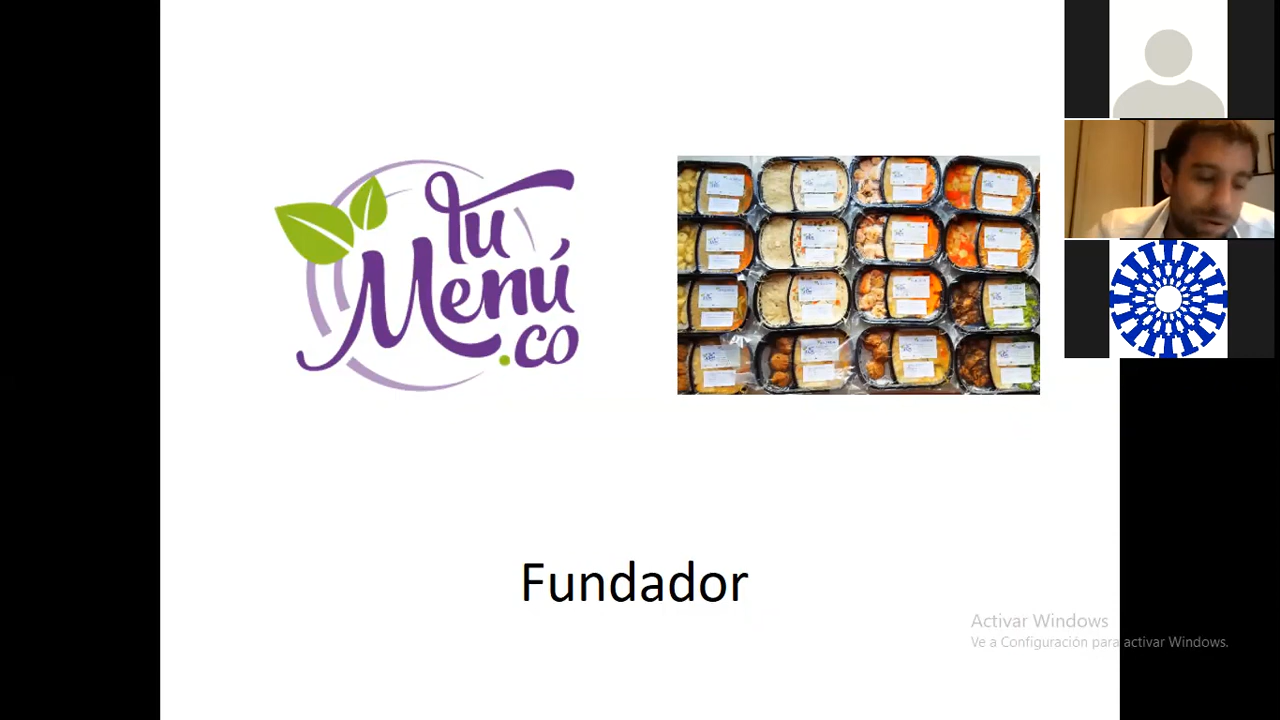 tu
Menú
.co
Fundador
Activar Windows
Ve a Configuración para activar Windows.